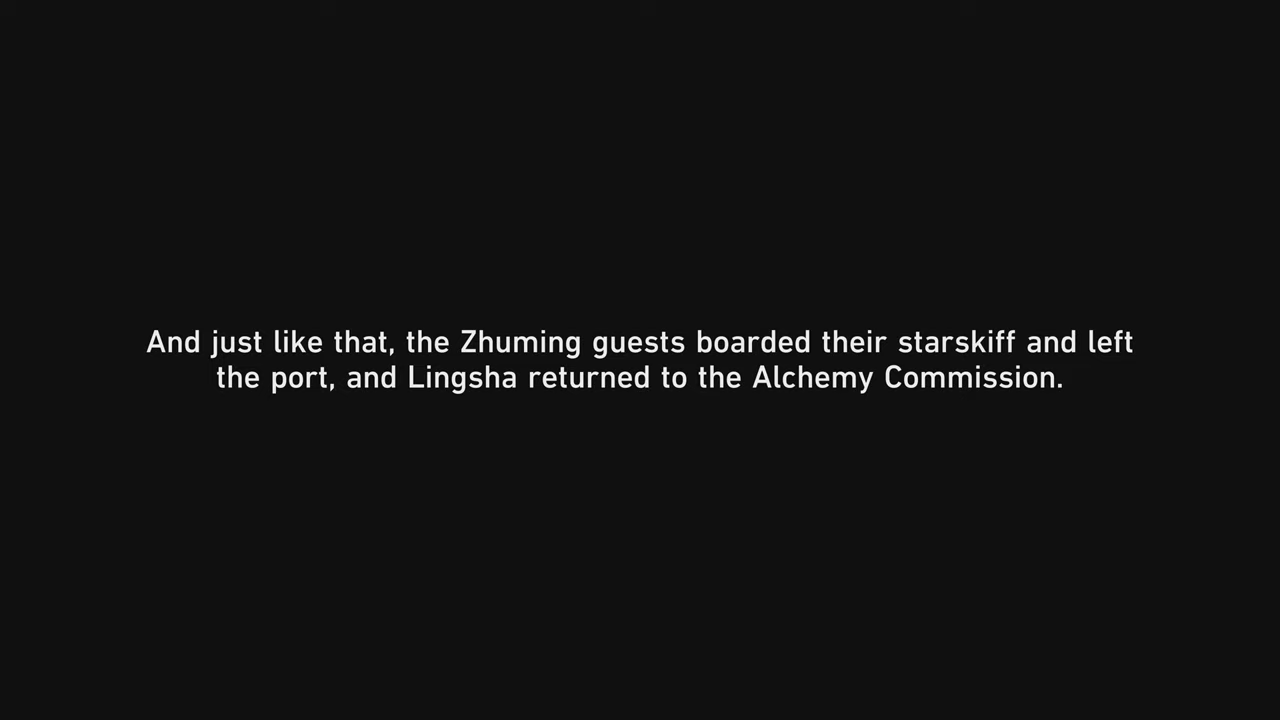 And just like that, the Zhuming guests boarded their starskiff and left
the port, and Lingsha returned to the Alchemy Commission.